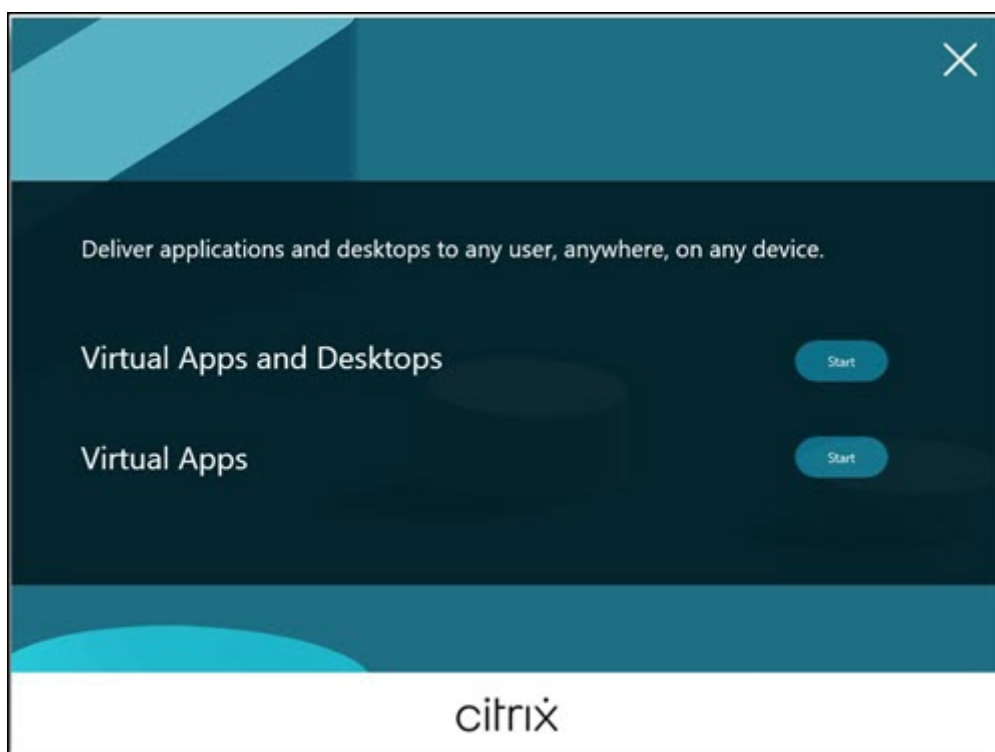 Deliver applications and desktops to any user, anywhere, on any device.
Virtual Apps and Desktops
Start
Virtual Apps
Start
citrix